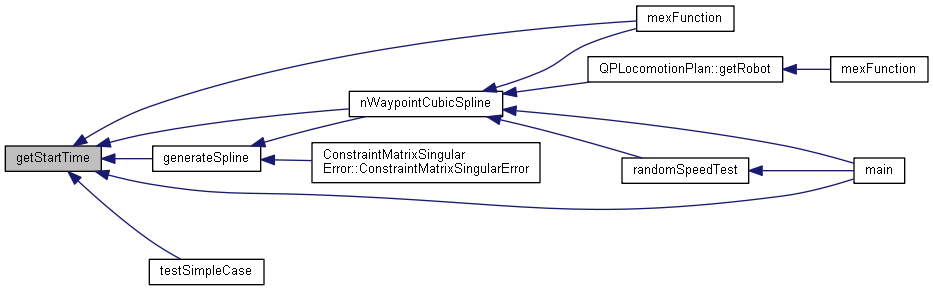 mexFunction
QPLocomotionPlan::getRobot
mexFunction
nWaypointCubicSpline
getStartTime
generateSpline
ConstraintMatrixSingular
Error::ConstraintMatrixSingularError
randomSpeedTest
main
testSimpleCase